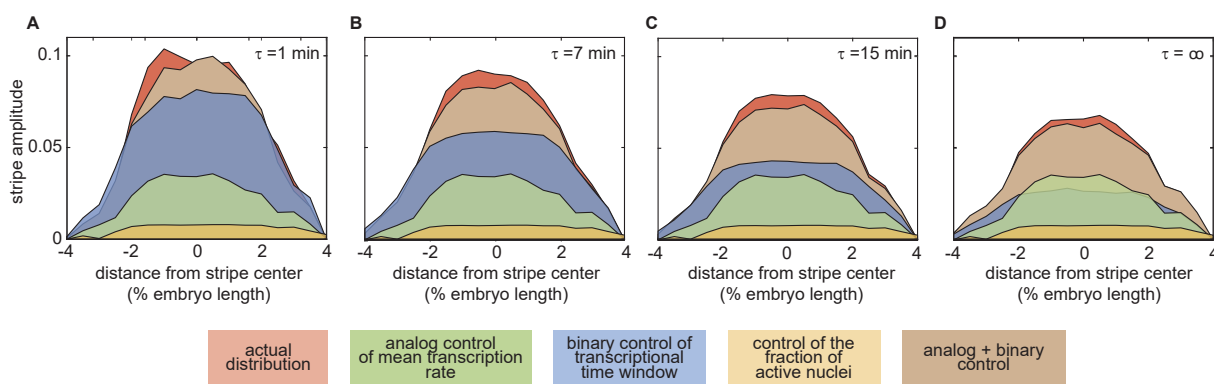 A
B
C
D
τ = 1 min
τ = 7 min
τ = 15 min
τ = ∞
stripe amplitude
0.1
0.05
0
-4 -2 0 2 4
-4 -2 0 2 4
-4 -2 0 2 4
-4 -2 0 2 4
distance from stripe center
(% embryo length)
distance from stripe center
(% embryo length)
distance from stripe center
(% embryo length)
distance from stripe center
(% embryo length)
actual
distribution
analog control
of mean transcription
rate
binary control of
transcriptional
time window
control of the
fraction of
active nuclei
analog + binary
control